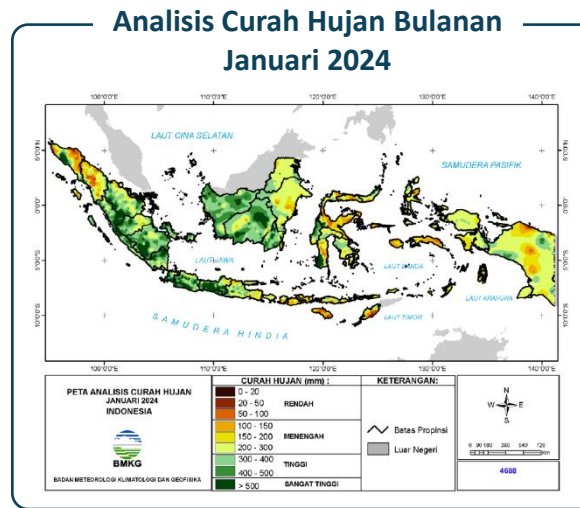 Analisis Curah Hujan Bulanan
Januari 2024
100°0'0"E 110°0'0"E 120°0'0"E 130°0'0"E 140°0'0"E
LAUT CINA SELATAN
SAMUDERA PASIFIK
LAUT JAWA
LAUT BANDA
LAUT ARAFURA
LAUT TIMOR
SAMUDERA HINDIA
100°0'0"E 110°0'0"E 120°0'0"E 130°0'0"E 140°0'0"E
PETA ANALISIS CURAH HUJAN
JANUARI 2024
INDONESIA
BMKG
BADAN METEOROLOGI KLIMATOLOGI DAN GEOFISIKA
CURAH HUJAN (mm) :
0 - 20
20 - 50 RENDAH
50 - 100
100 - 150
150 - 200 MENENGAH
200 - 300
300 - 400 TINGGI
400 - 500
> 500 SANGAT TINGGI
KETERANGAN:
Batas Propinsi
Luar Negeri
N
W E
S
Km
4688